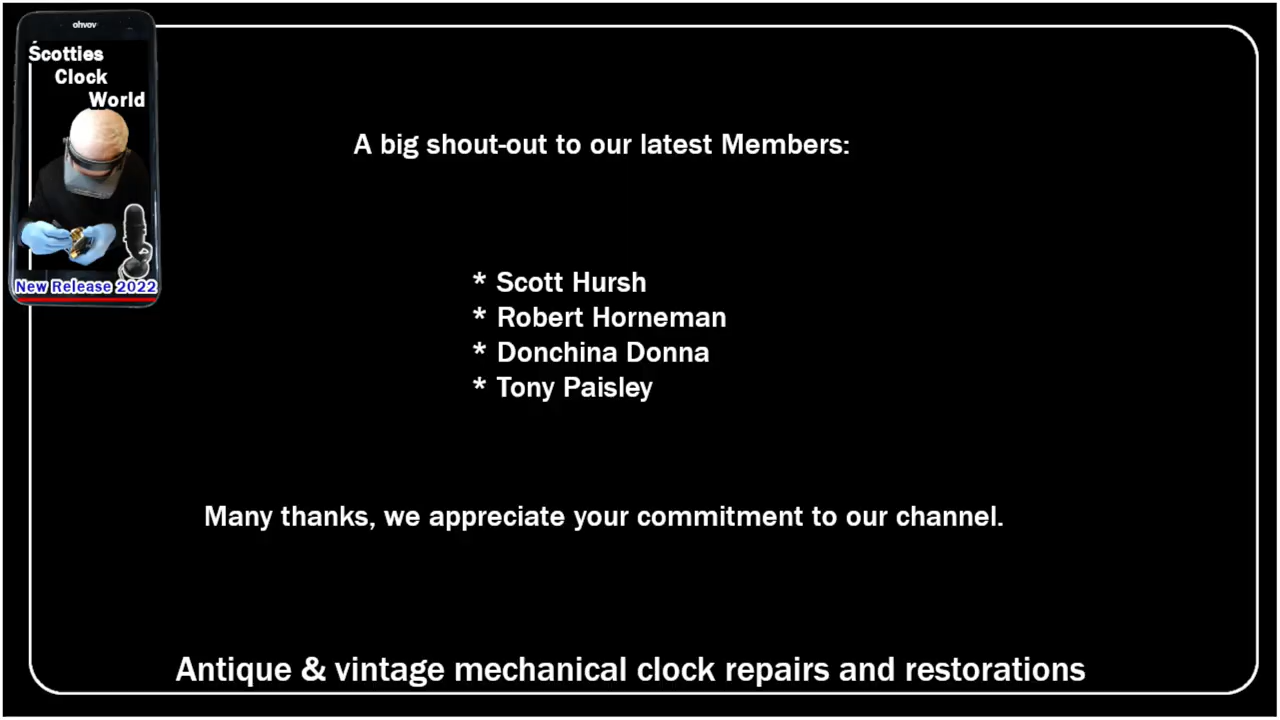 ohvov
Scotties
Clock
World
New Release 2022
A big shout-out to our latest Members:
* Scott Hursh
* Robert Horneman
* Donchina Donna
* Tony Paisley
Many thanks, we appreciate your commitment to our channel.
Antique & vintage mechanical clock repairs and restorations